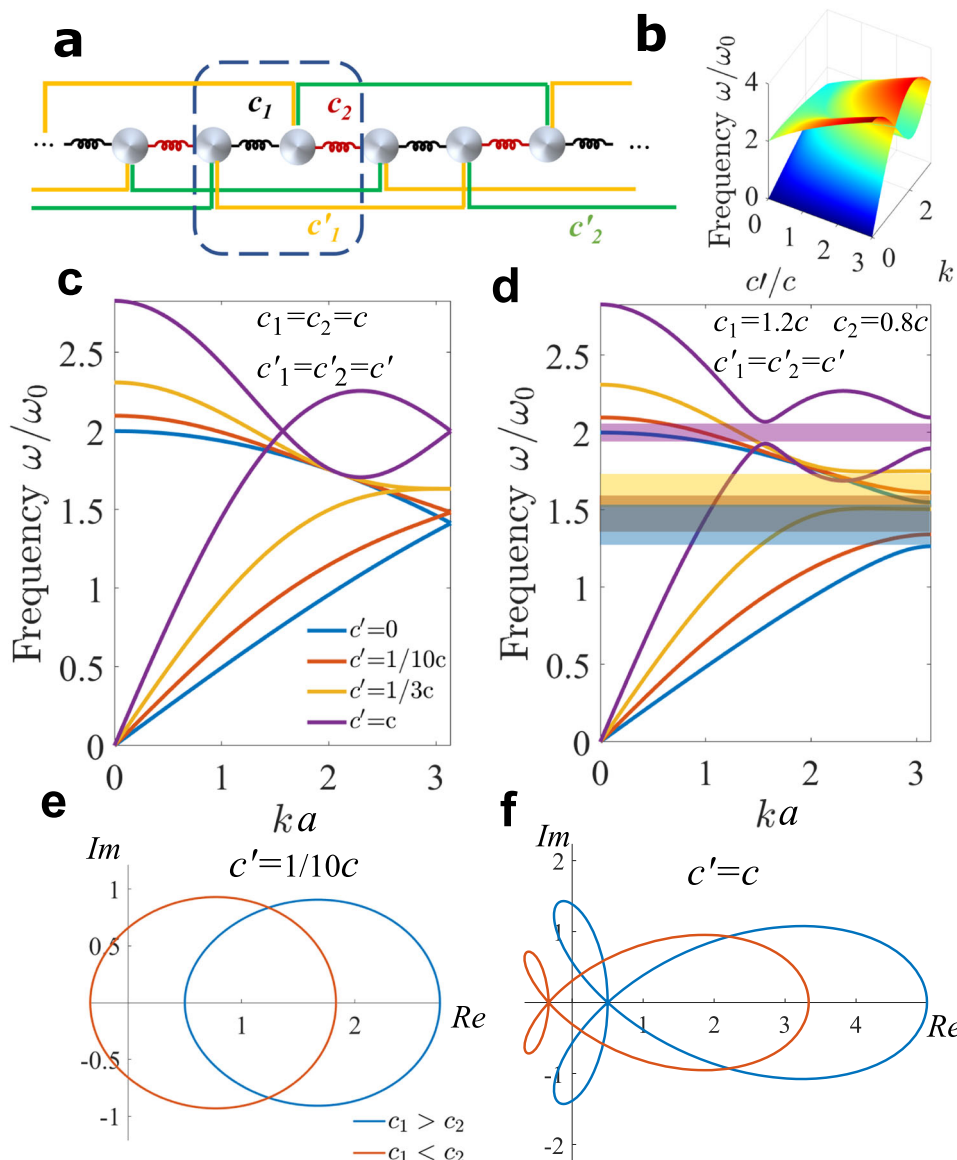 a
c₁ c₂
... ...
c'₁ c'₂
b
Frequency ω/ω₀
4
2
0
0 1 2 3
c′/c
0 2
k
c
c₁=c₂=c
c'₁=c'₂=c'
Frequency ω/ω₀
2.5
2
1.5
1
0.5
0
c'=0
c'=1/10c
c'=1/3c
c'=c
0 1 2 3
ka
d
c₁=1.2c c₂=0.8c
c'₁=c'₂=c'
Frequency ω/ω₀
2.5
2
1.5
1
0.5
0
0 1 2 3
ka
e
Im
c'=1/10c
1
0.5
-0.5
-1
1 2
Re
c₁ > c₂
c₁ < c₂
f
Im
c'=c
2
1
-1
-2
1 2 3 4
Re